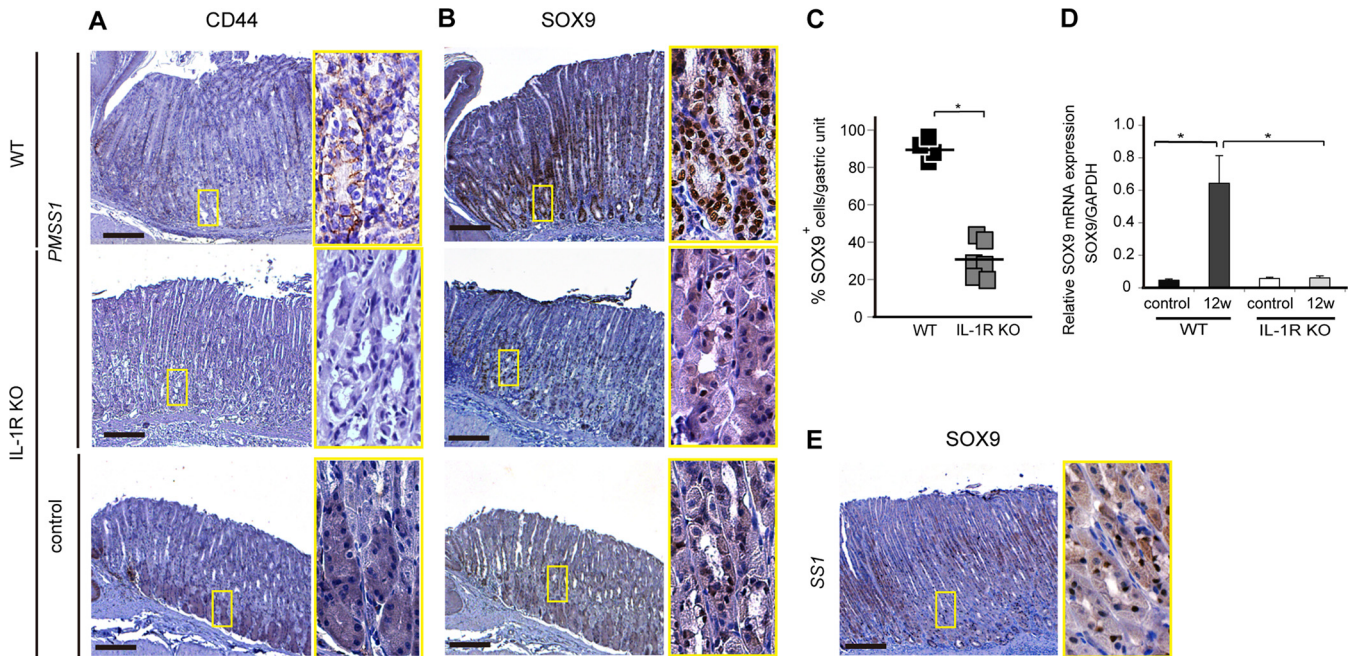 A
CD44
B
SOX9
WT
PMSS1
IL-1R KO
control
C
% SOX9+ cells/gastric unit
100
80
60
40
20
0
*
WT
IL-1R KO
D
Relative SOX9 mRNA expression
SOX9/GAPDH
1.0
0.8
0.6
0.4
0.2
0
*
*
control
12w
control
12w
WT
IL-1R KO
E
SOX9
SS1